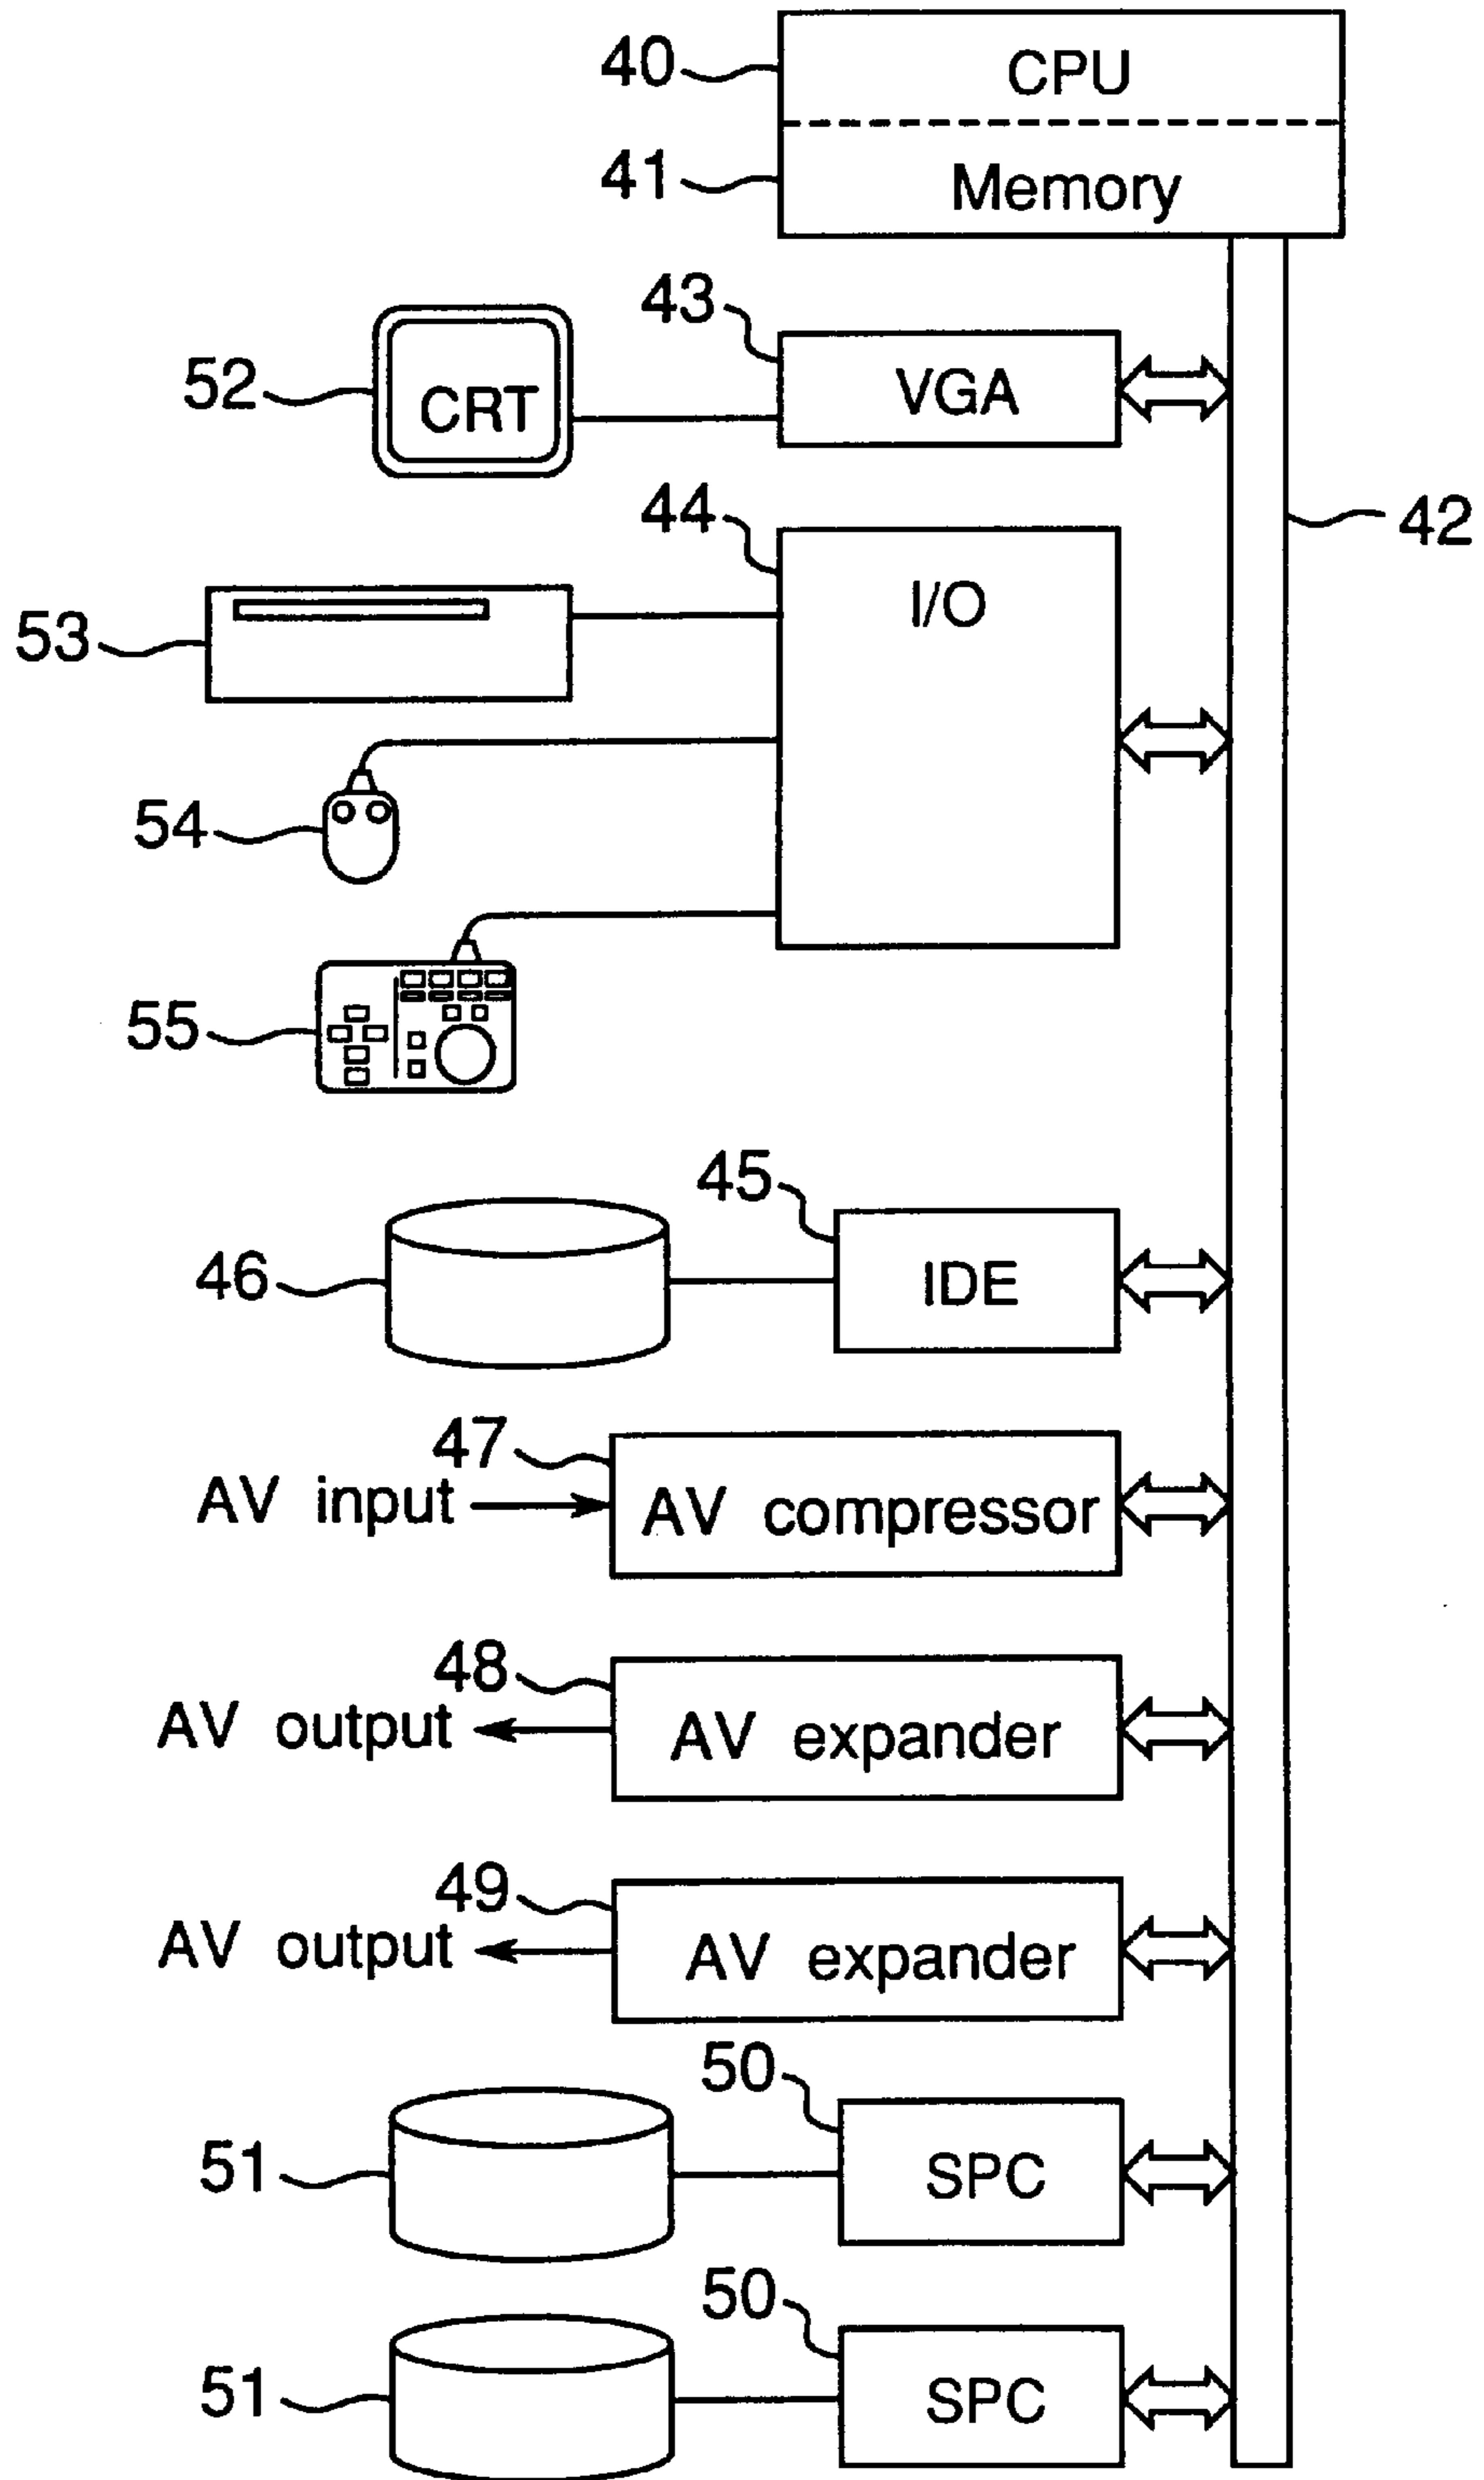 40 CPU
41 Memory
43
52 CRT VGA
44
42
53 I/O
54
55
45
46 IDE
47
AV input AV compressor
48
AV output AV expander
49
AV output AV expander
50
51 SPC
50
51 SPC